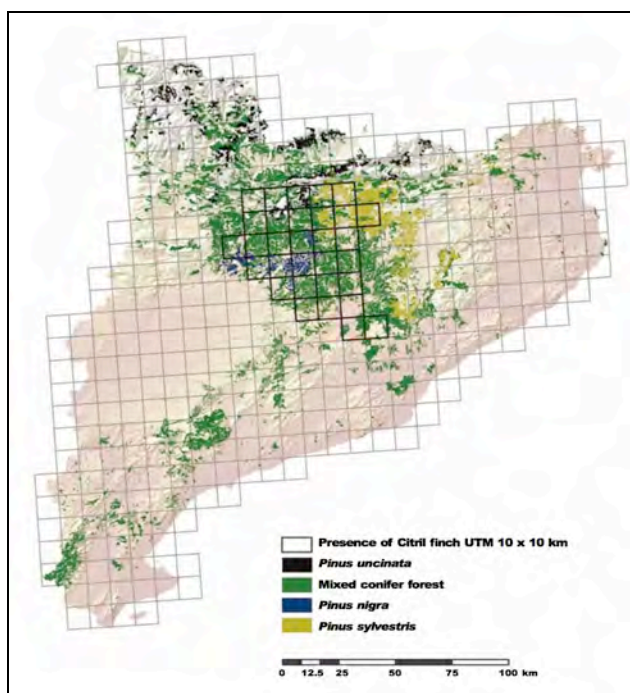 Presence of Citril finch UTM 10 x 10 km
Pinus uncinata
Mixed conifer forest
Pinus nigra
Pinus sylvestris
0 12.5 25 50 75 100 km